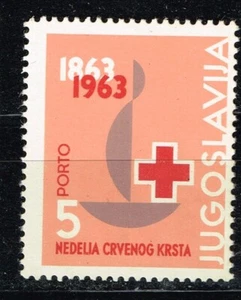 1863
1963
JUGOSLAVIJA
PORTO
5
NEDELJA CRVENOG KRSTA